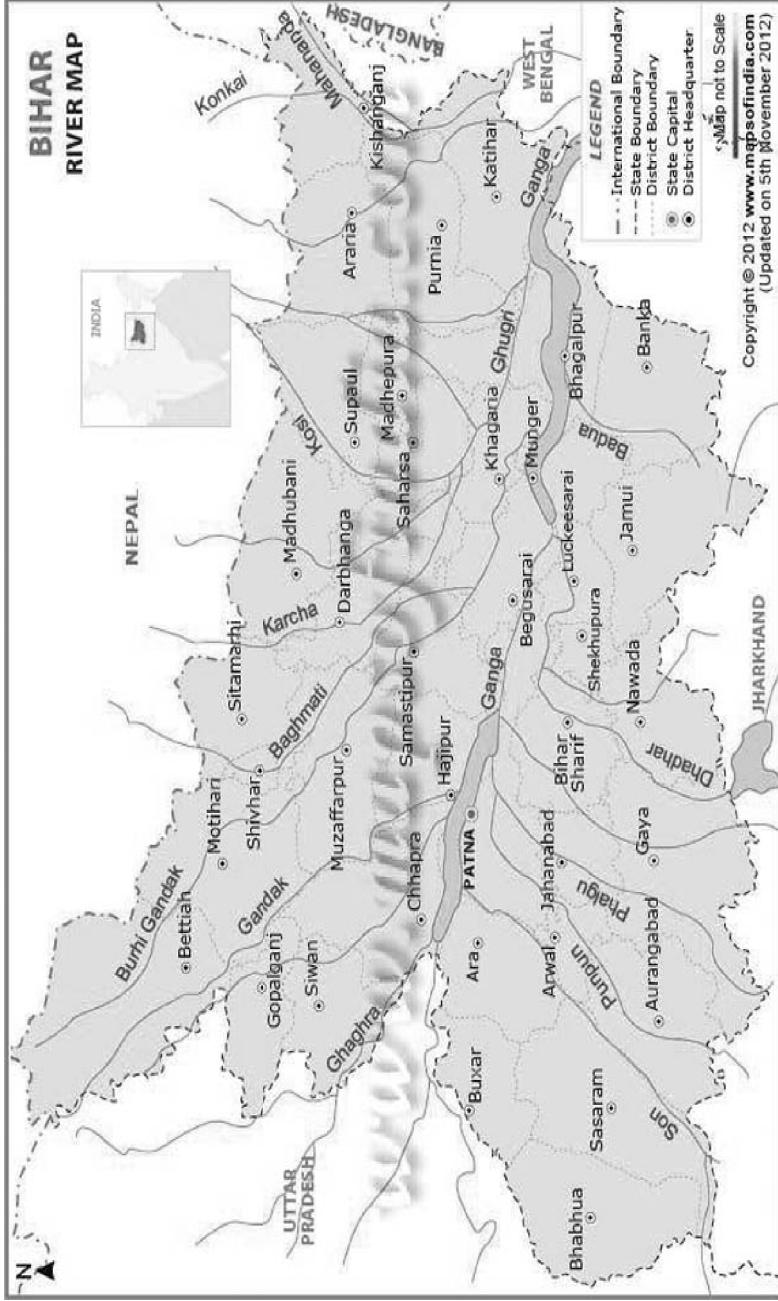 BIHAR
RIVER MAP
N
INDIA
NEPAL
BANGLADESH
WEST
BENGAL
UTTAR
PRADESH
JHARKHAND
Konkai
Mahananda
Kishanganj
Araria
Purnia
Katihar
Ganga
Kosi
Supaul
Madhepura
Saharsa
Ghugri
Khagaria
Munger
Bhagalpur
Banka
Badua
Madhubani
Darbhanga
Karcha
Sitamarhi
Baghmati
Samastipur
Begusarai
Luckeesarai
Jamui
Shekhupura
Nawada
Dhadhar
Ganga
Motihari
Shivhar
Muzaffarpur
Hajipur
Bihar
Sharif
Gaya
Burhi Gandak
Bettiah
Gandak
Gopalganj
Siwan
Chhapra
PATNA
Jahanabad
Phalgu
Ghaghra
Ara
Arwal
Punpun
Aurangabad
Buxar
Sasaram
Son
Bhabhua
LEGEND
International Boundary
State Boundary
District Boundary
State Capital
District Headquarter
Map not to Scale
Copyright © 2012 www.mapsofindia.com
(Updated on 5th November 2012)